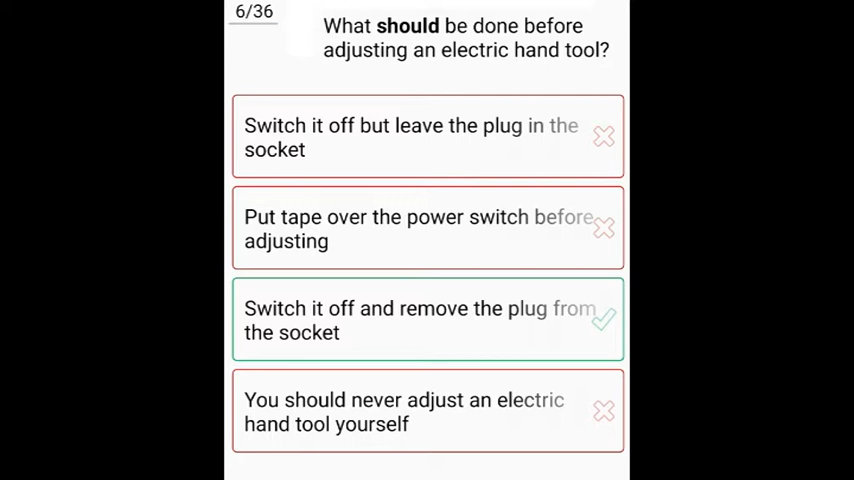 6/36
What should be done before
adjusting an electric hand tool?
Switch it off but leave the plug in the
socket
Put tape over the power switch before
adjusting
Switch it off and remove the plug from
the socket
You should never adjust an electric
hand tool yourself